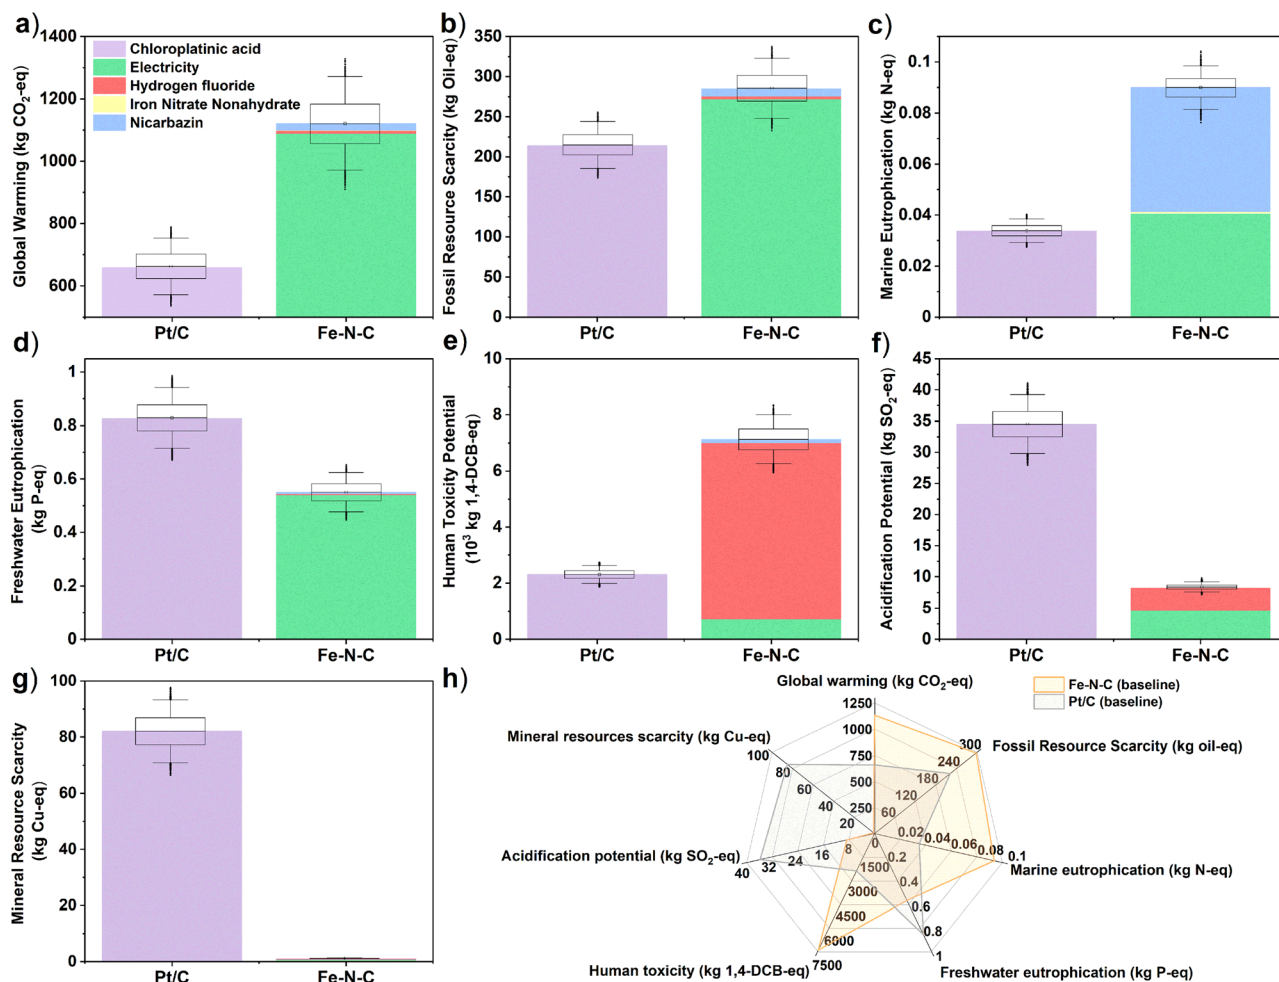 a)
Global Warming (kg CO₂-eq)
1400
1200
1000
800
600
Chloroplatinic acid
Electricity
Hydrogen fluoride
Iron Nitrate Nonahydrate
Nicarbazin
Pt/C
Fe-N-C
b)
Fossil Resource Scarcity (kg Oil-eq)
350
300
250
200
150
100
50
0
Pt/C
Fe-N-C
c)
Marine Eutrophication (kg N-eq)
0.1
0.08
0.06
0.04
0.02
0
Pt/C
Fe-N-C
d)
Freshwater Eutrophication
(kg P-eq)
1
0.8
0.6
0.4
0.2
0
Pt/C
Fe-N-C
e)
Human Toxicity Potential
(10³ kg 1,4-DCB-eq)
10
8
6
4
2
0
Pt/C
Fe-N-C
f)
Acidification Potential (kg SO₂-eq)
45
40
35
30
25
20
15
10
5
0
Pt/C
Fe-N-C
g)
Mineral Resource Scarcity
(kg Cu-eq)
100
80
60
40
20
0
Pt/C
Fe-N-C
h)
Fe-N-C (baseline)
Pt/C (baseline)
Global warming (kg CO₂-eq)
1250
1000
750
500
250
Fossil Resource Scarcity (kg oil-eq)
300
240
180
120
60
Marine eutrophication (kg N-eq)
0.02
0.04
0.06
0.08
0.1
Freshwater eutrophication (kg P-eq)
0.2
0.4
0.6
0.8
1
Human toxicity (kg 1,4-DCB-eq)
1500
3000
4500
6000
7500
Acidification potential (kg SO₂-eq)
8
16
24
32
40
Mineral resources scarcity (kg Cu-eq)
20
40
60
80
100
0